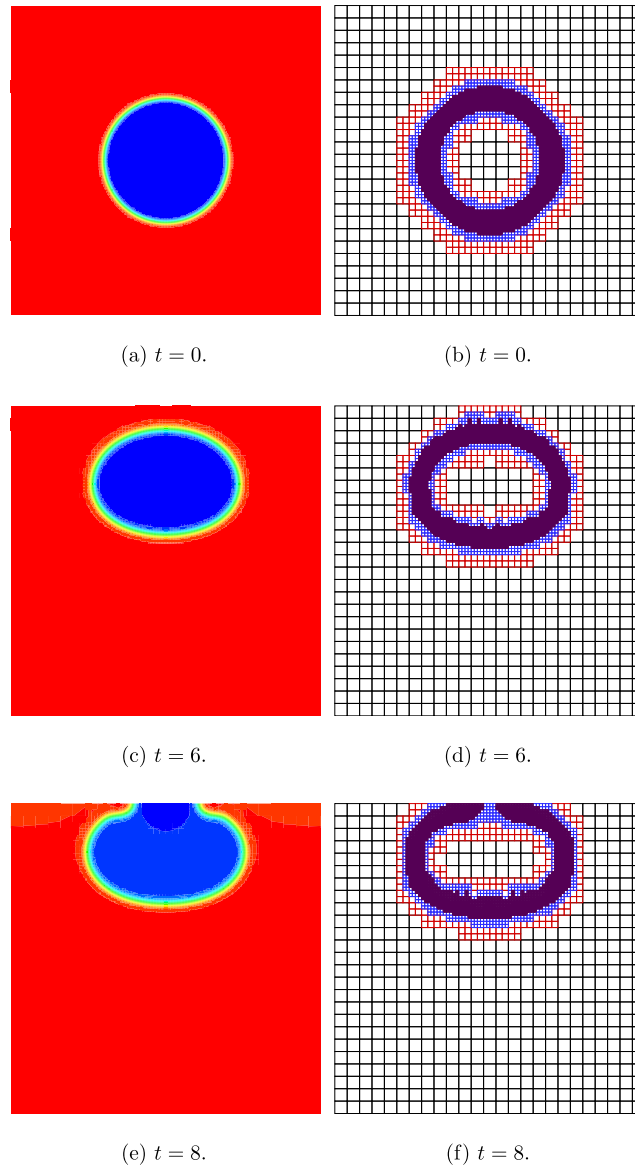 (a) t = 0.
(b) t = 0.
(c) t = 6.
(d) t = 6.
(e) t = 8.
(f) t = 8.